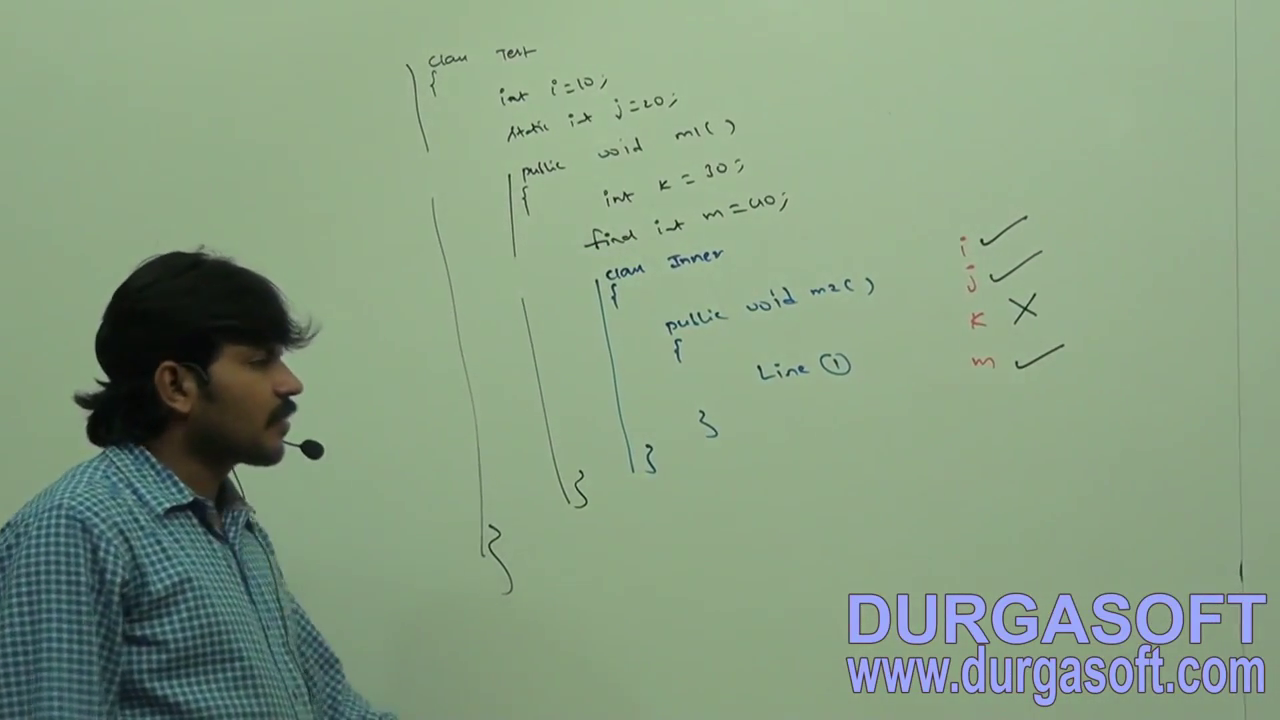 class Test
{
int i=10;
static int j=20;
public void m1( )
{
int k = 30;
final int m=40;
class Inner
{
public void m2( )
{
Line ①
}
}
}
}
i ✓
j ✓
k ✗
m ✓
DURGASOFT
www.durgasoft.com